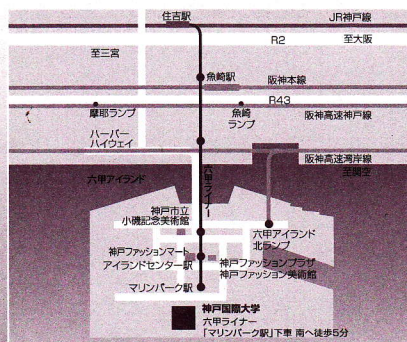 住吉駅
JR神戸線
R2
至大阪
至三宮
魚崎駅
阪神本線
R43
摩耶ランプ
魚崎
ランプ
阪神高速神戸線
ハーバー
ハイウェイ
阪神高速湾岸線
至関空
六甲アイランド
六甲ライナー
神戸市立
小磯記念美術館
六甲アイランド
北ランプ
神戸ファッションマート
アイランドセンター駅
神戸ファッションプラザ
神戸ファッション美術館
マリンパーク駅
神戸国際大学
六甲ライナー
「マリンパーク駅」下車 南へ徒歩5分